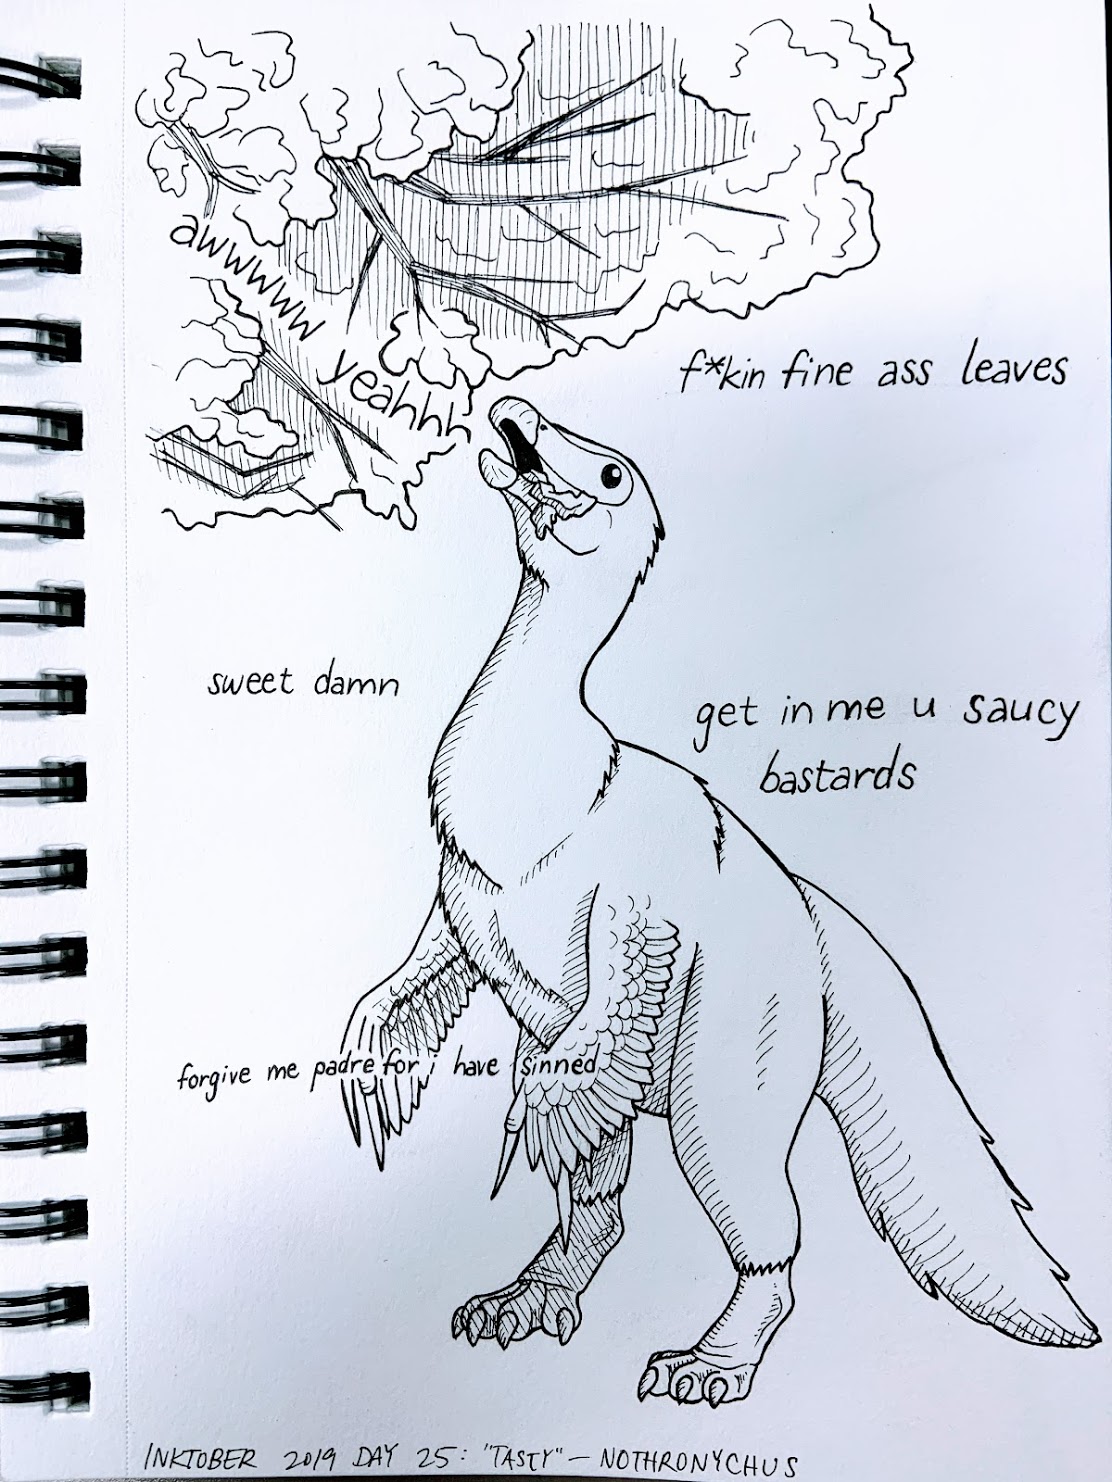 awwwww
yeahhh
f*kin fine ass leaves
sweet damn
get in me u saucy
bastards
forgive me padre for i have sinned
INKTOBER 2019 DAY 25: "TASTY" — NOTHRONYCHUS